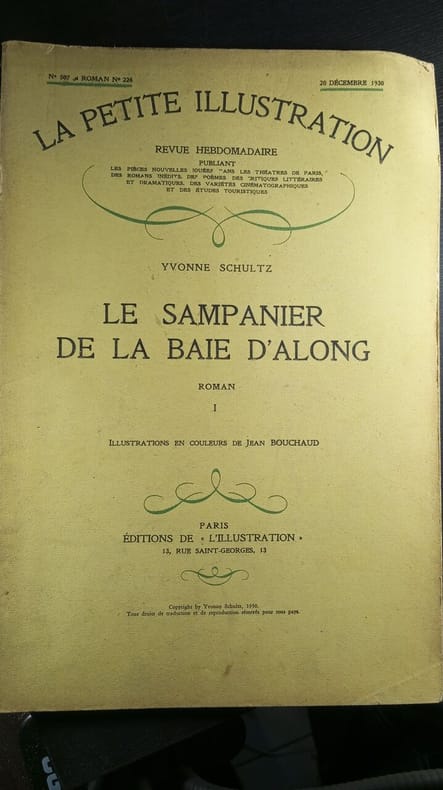 Nº 507 - ROMAN Nº 226
20 DÉCEMBRE 1930
LA PETITE ILLUSTRATION
REVUE HEBDOMADAIRE
PUBLIANT
LES PIÈCES NOUVELLES JOUÉES DANS LES THÉATRES DE PARIS,
DES ROMANS INÉDITS, DES POÈMES DES CRITIQUES LITTÉRAIRES
ET DRAMATIQUES, DES VARIÉTÉS CINÉMATOGRAPHIQUES
ET DES ÉTUDES TOURISTIQUES
YVONNE SCHULTZ
LE SAMPANIER
DE LA BAIE D'ALONG
ROMAN
I
ILLUSTRATIONS EN COULEURS DE JEAN BOUCHAUD
PARIS
ÉDITIONS DE « L'ILLUSTRATION »
13, RUE SAINT-GEORGES, 13
Copyright by Yvonne Schultz, 1930.
Tous droits de traduction et de reproduction réservés pour tous pays.